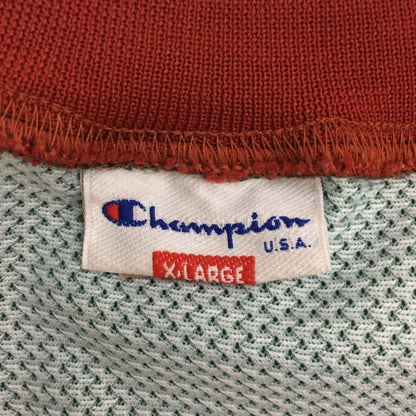 Champion
U.S.A.
X-LARGE